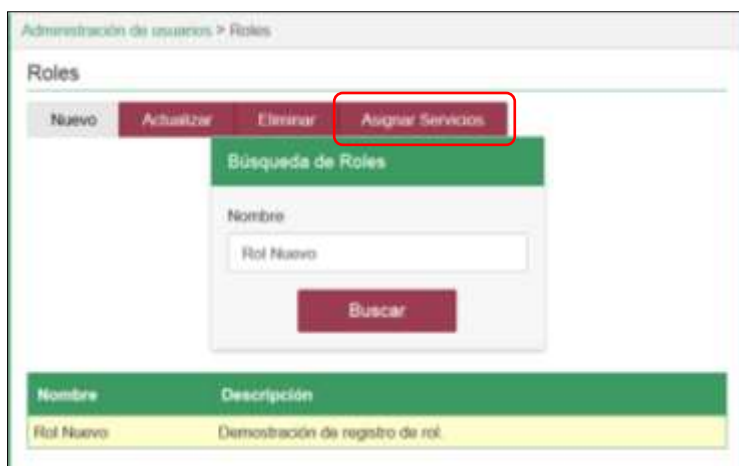 Administración de usuarios > Roles
Roles
Nuevo Actualizar Eliminar Asignar Servicios
Búsqueda de Roles
Nombre
Rol Nuevo
Buscar
Nombre Descripción
Rol Nuevo Demostración de registro de rol.